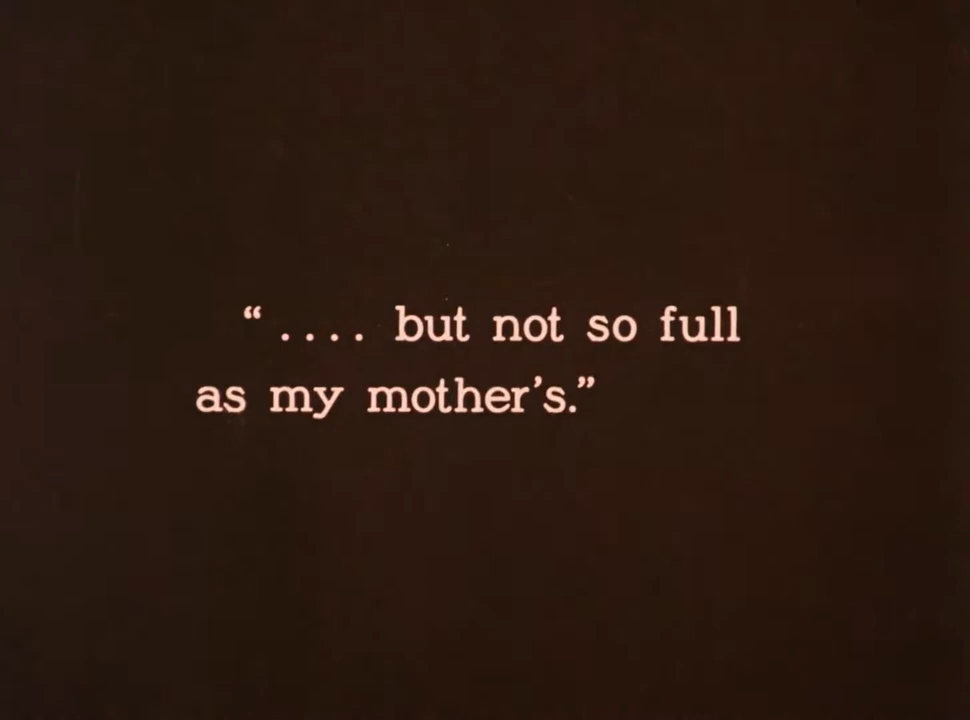 “ . . . . but not so full
as my mother’s.”